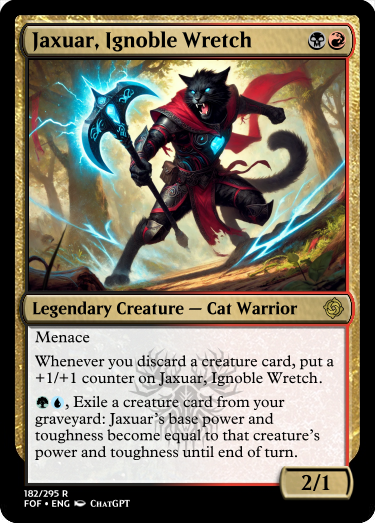 Jaxuar, Ignoble Wretch
Legendary Creature — Cat Warrior
Menace
Whenever you discard a creature card, put a
+1/+1 counter on Jaxuar, Ignoble Wretch.
, Exile a creature card from your
graveyard: Jaxuar's base power and
toughness become equal to that creature's
power and toughness until end of turn.
2/1
182/295 R
FOF • ENG ChatGPT